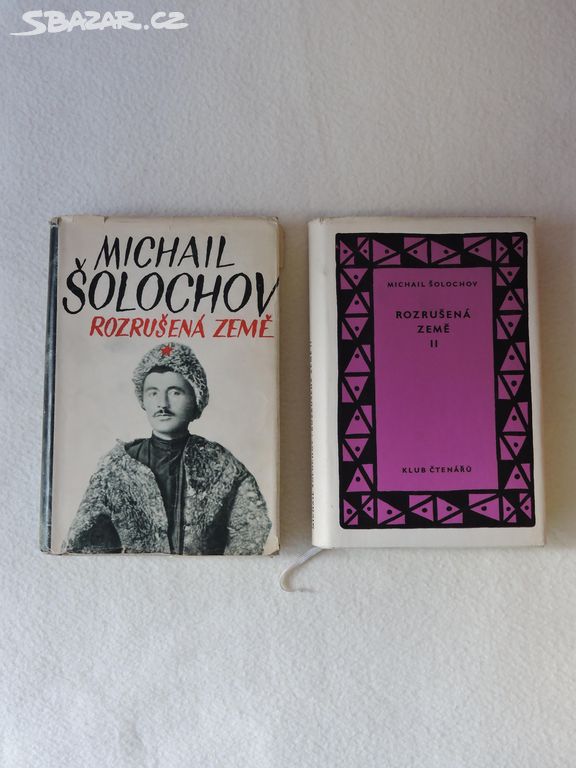 SBAZAR.CZ
MICHAIL
ŠOLOCHOV
ROZRUŠENÁ ZEMĚ
MICHAIL ŠOLOCHOV
ROZRUŠENÁ
ZEMĚ
II
KLUB ČTENÁŘŮ